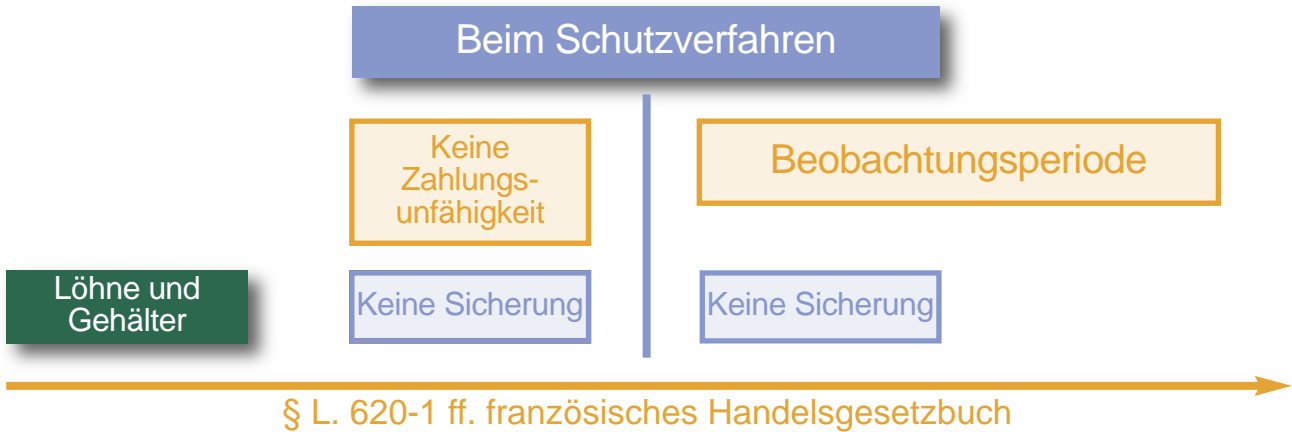 Beim Schutzverfahren
Keine
Zahlungs-
unfähigkeit
Beobachtungsperiode
Löhne und
Gehälter
Keine Sicherung
Keine Sicherung
§ L. 620-1 ff. französisches Handelsgesetzbuch